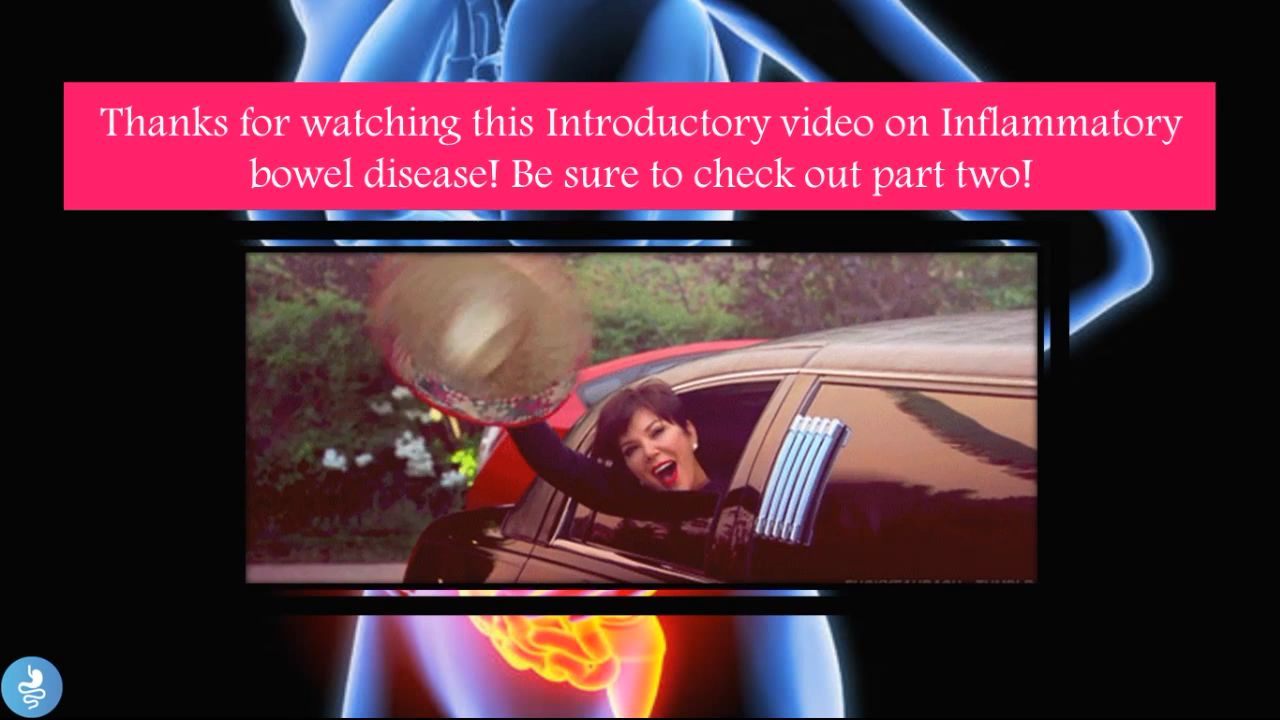 Thanks for watching this Introductory video on Inflammatory
bowel disease! Be sure to check out part two!